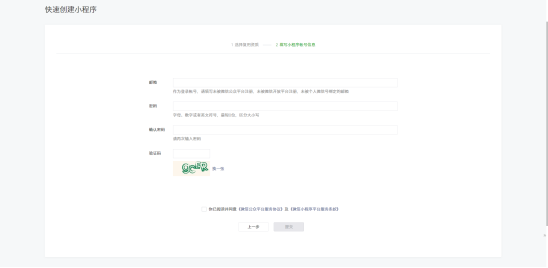 快速创建小程序
1 选择复用资质 2 填写小程序帐号信息
邮箱
作为登录帐号，请填写未被微信公众平台注册，未被微信开放平台注册，未被个人微信号绑定的邮箱
密码
字母、数字或者英文符号，最短8位，区分大小写
确认密码
请再次输入密码
验证码
换一张
你已阅读并同意《微信公众平台服务协议》及《微信小程序平台服务条款》
上一步 提交